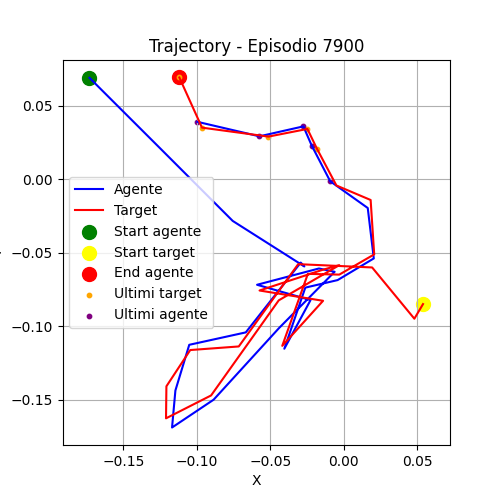 Trajectory - Episodio 7900
0.05
0.00
−0.05
−0.10
−0.15
Agente
Target
Start agente
Start target
End agente
Ultimi target
Ultimi agente
−0.15
−0.10
−0.05
0.00
0.05
X